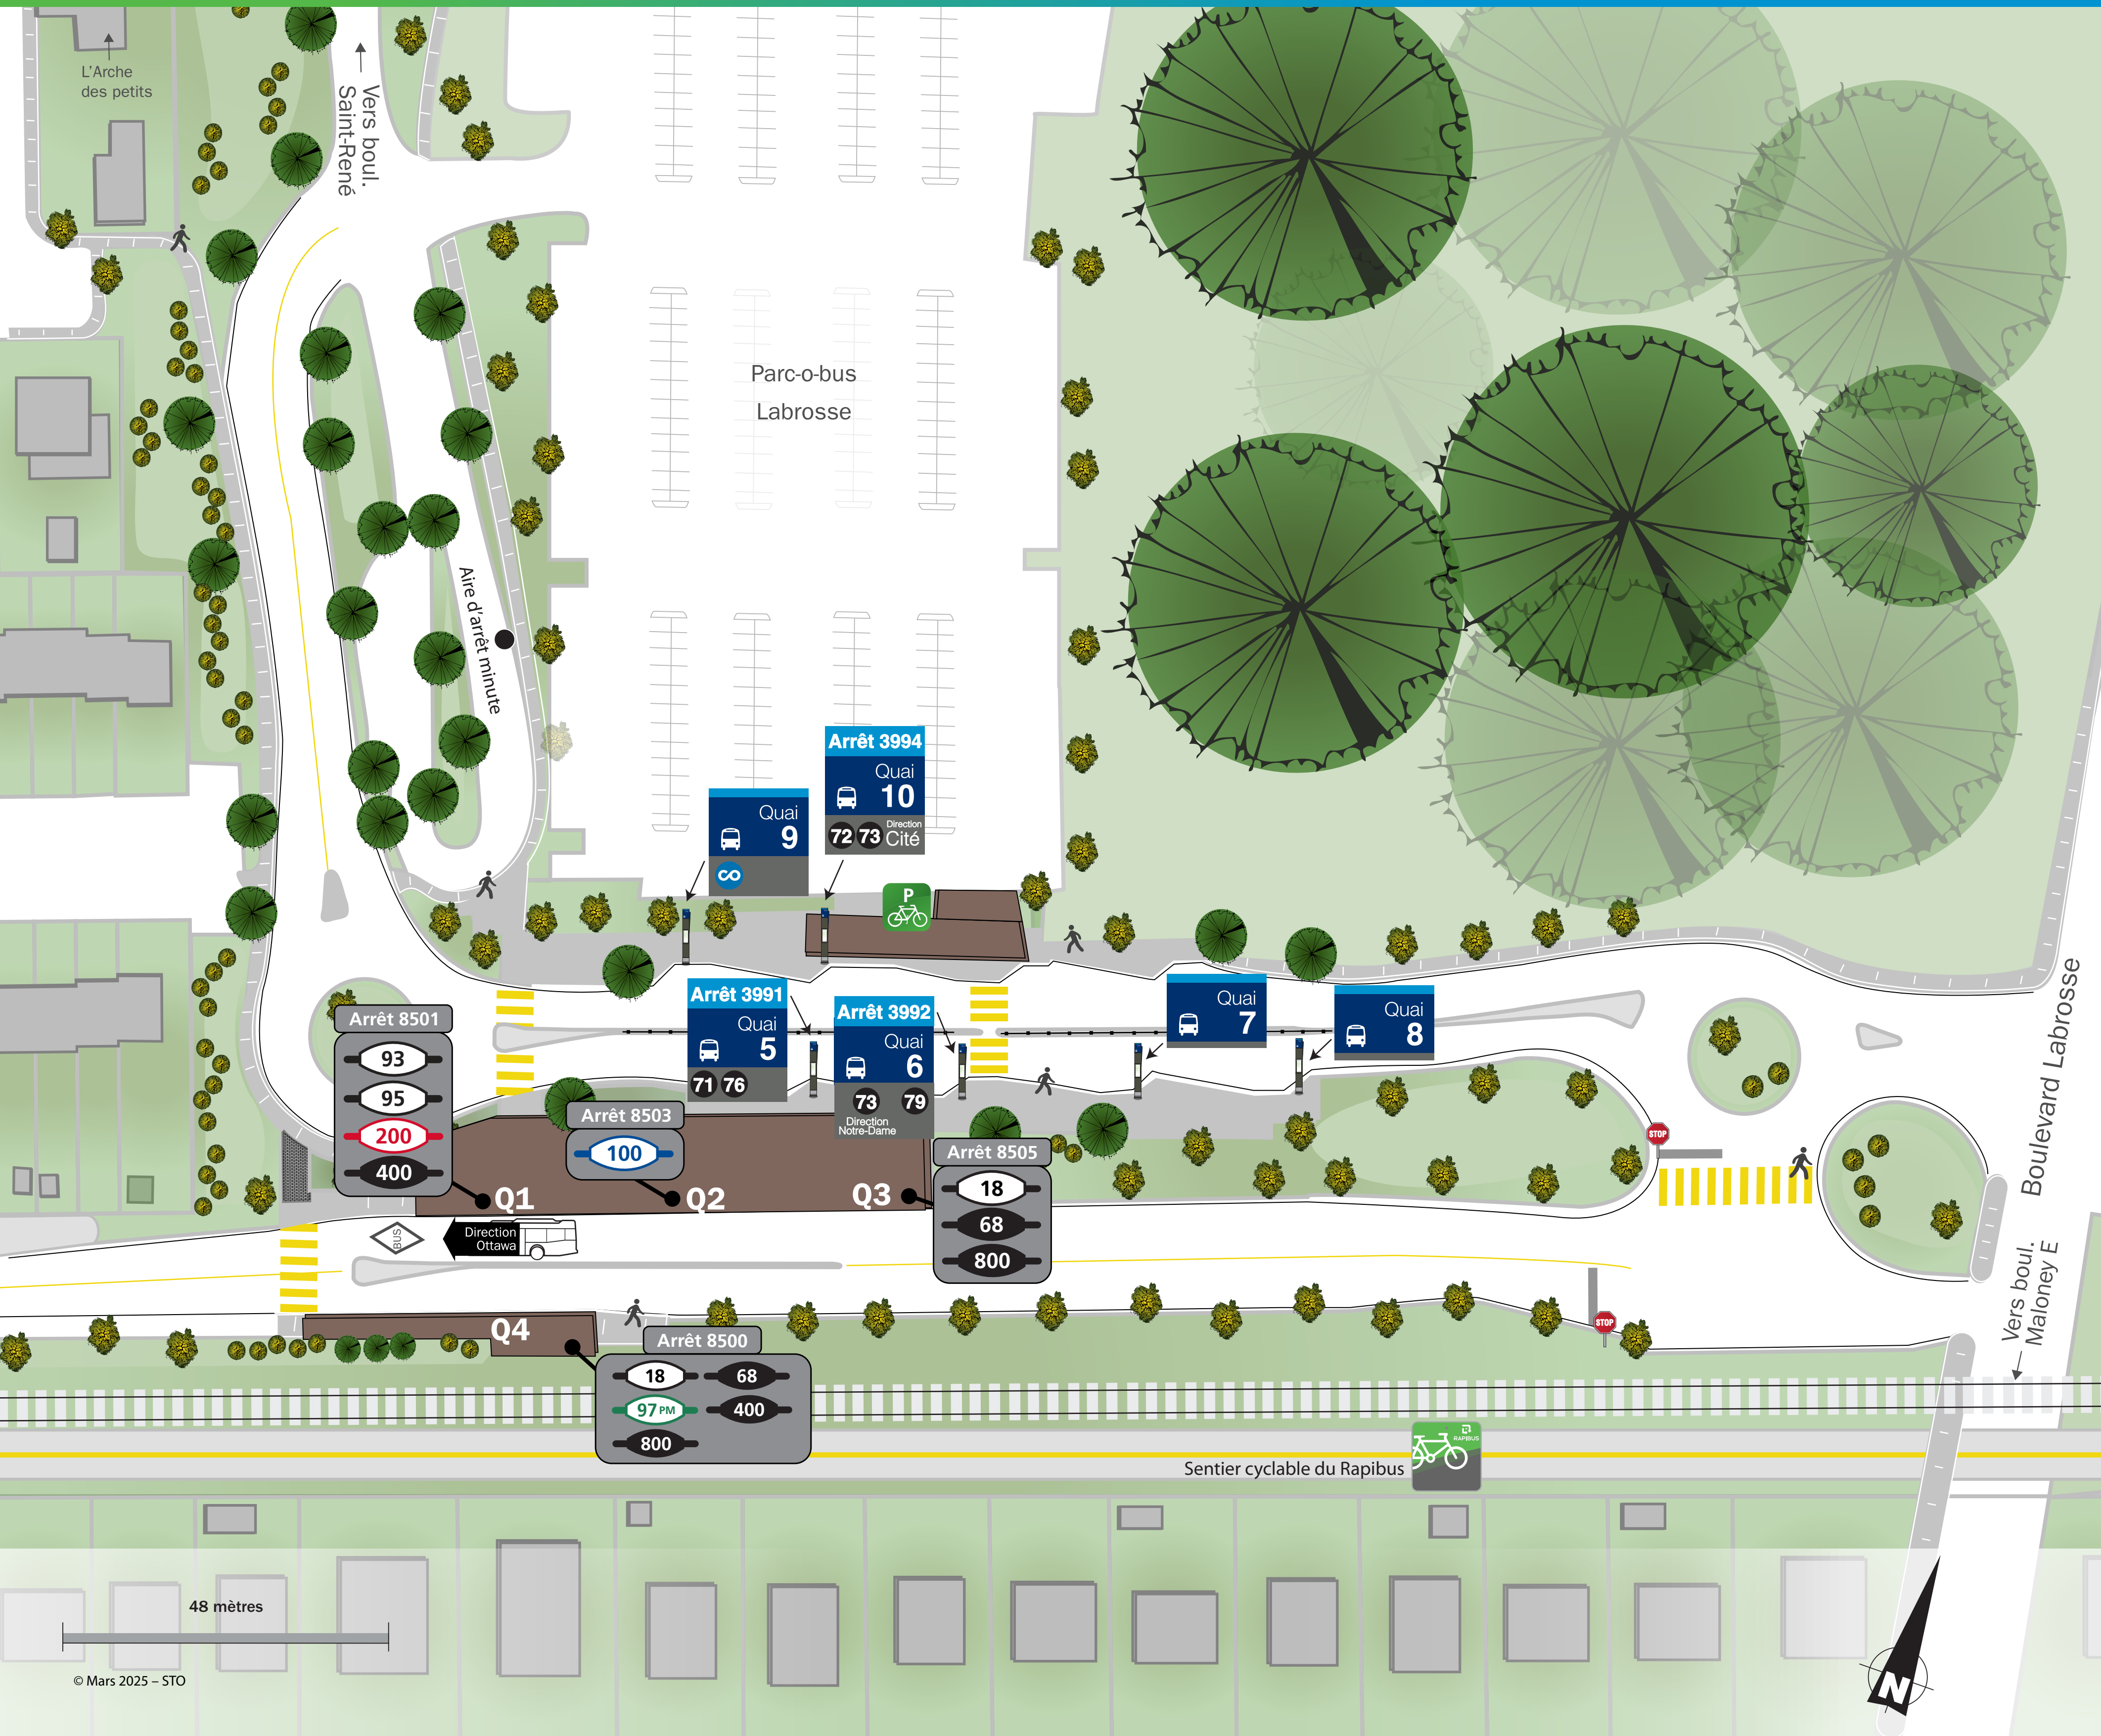 L'Arche
des petits
Vers boul.
Saint-René
Parc-o-bus
Labrosse
Aire d'arrêt minute
Arrêt 3994
Quai
10
72 73 Direction
Cité
Quai
9
P
Arrêt 3991
Quai
5
71 76
Arrêt 3992
Quai
6
73 79
Direction
Notre-Dame
Quai
7
Quai
8
Arrêt 8501
93
95
200
400
Arrêt 8503
100
Arrêt 8505
18
68
800
Q1
Q2
Q3
BUS
Direction
Ottawa
STOP
STOP
Boulevard Labrosse
Vers boul.
Maloney E
Q4
Arrêt 8500
18 68
97 PM 400
800
RAPIBUS
Sentier cyclable du Rapibus
48 mètres
© Mars 2025 – STO
N